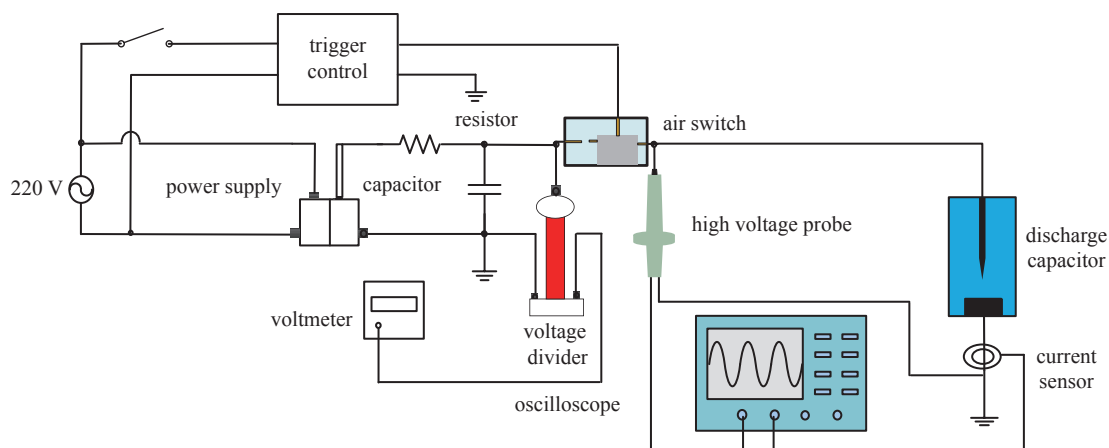 trigger
control
resistor
air switch
220 V
power supply
capacitor
high voltage probe
discharge
capacitor
voltmeter
voltage
divider
current
sensor
oscilloscope